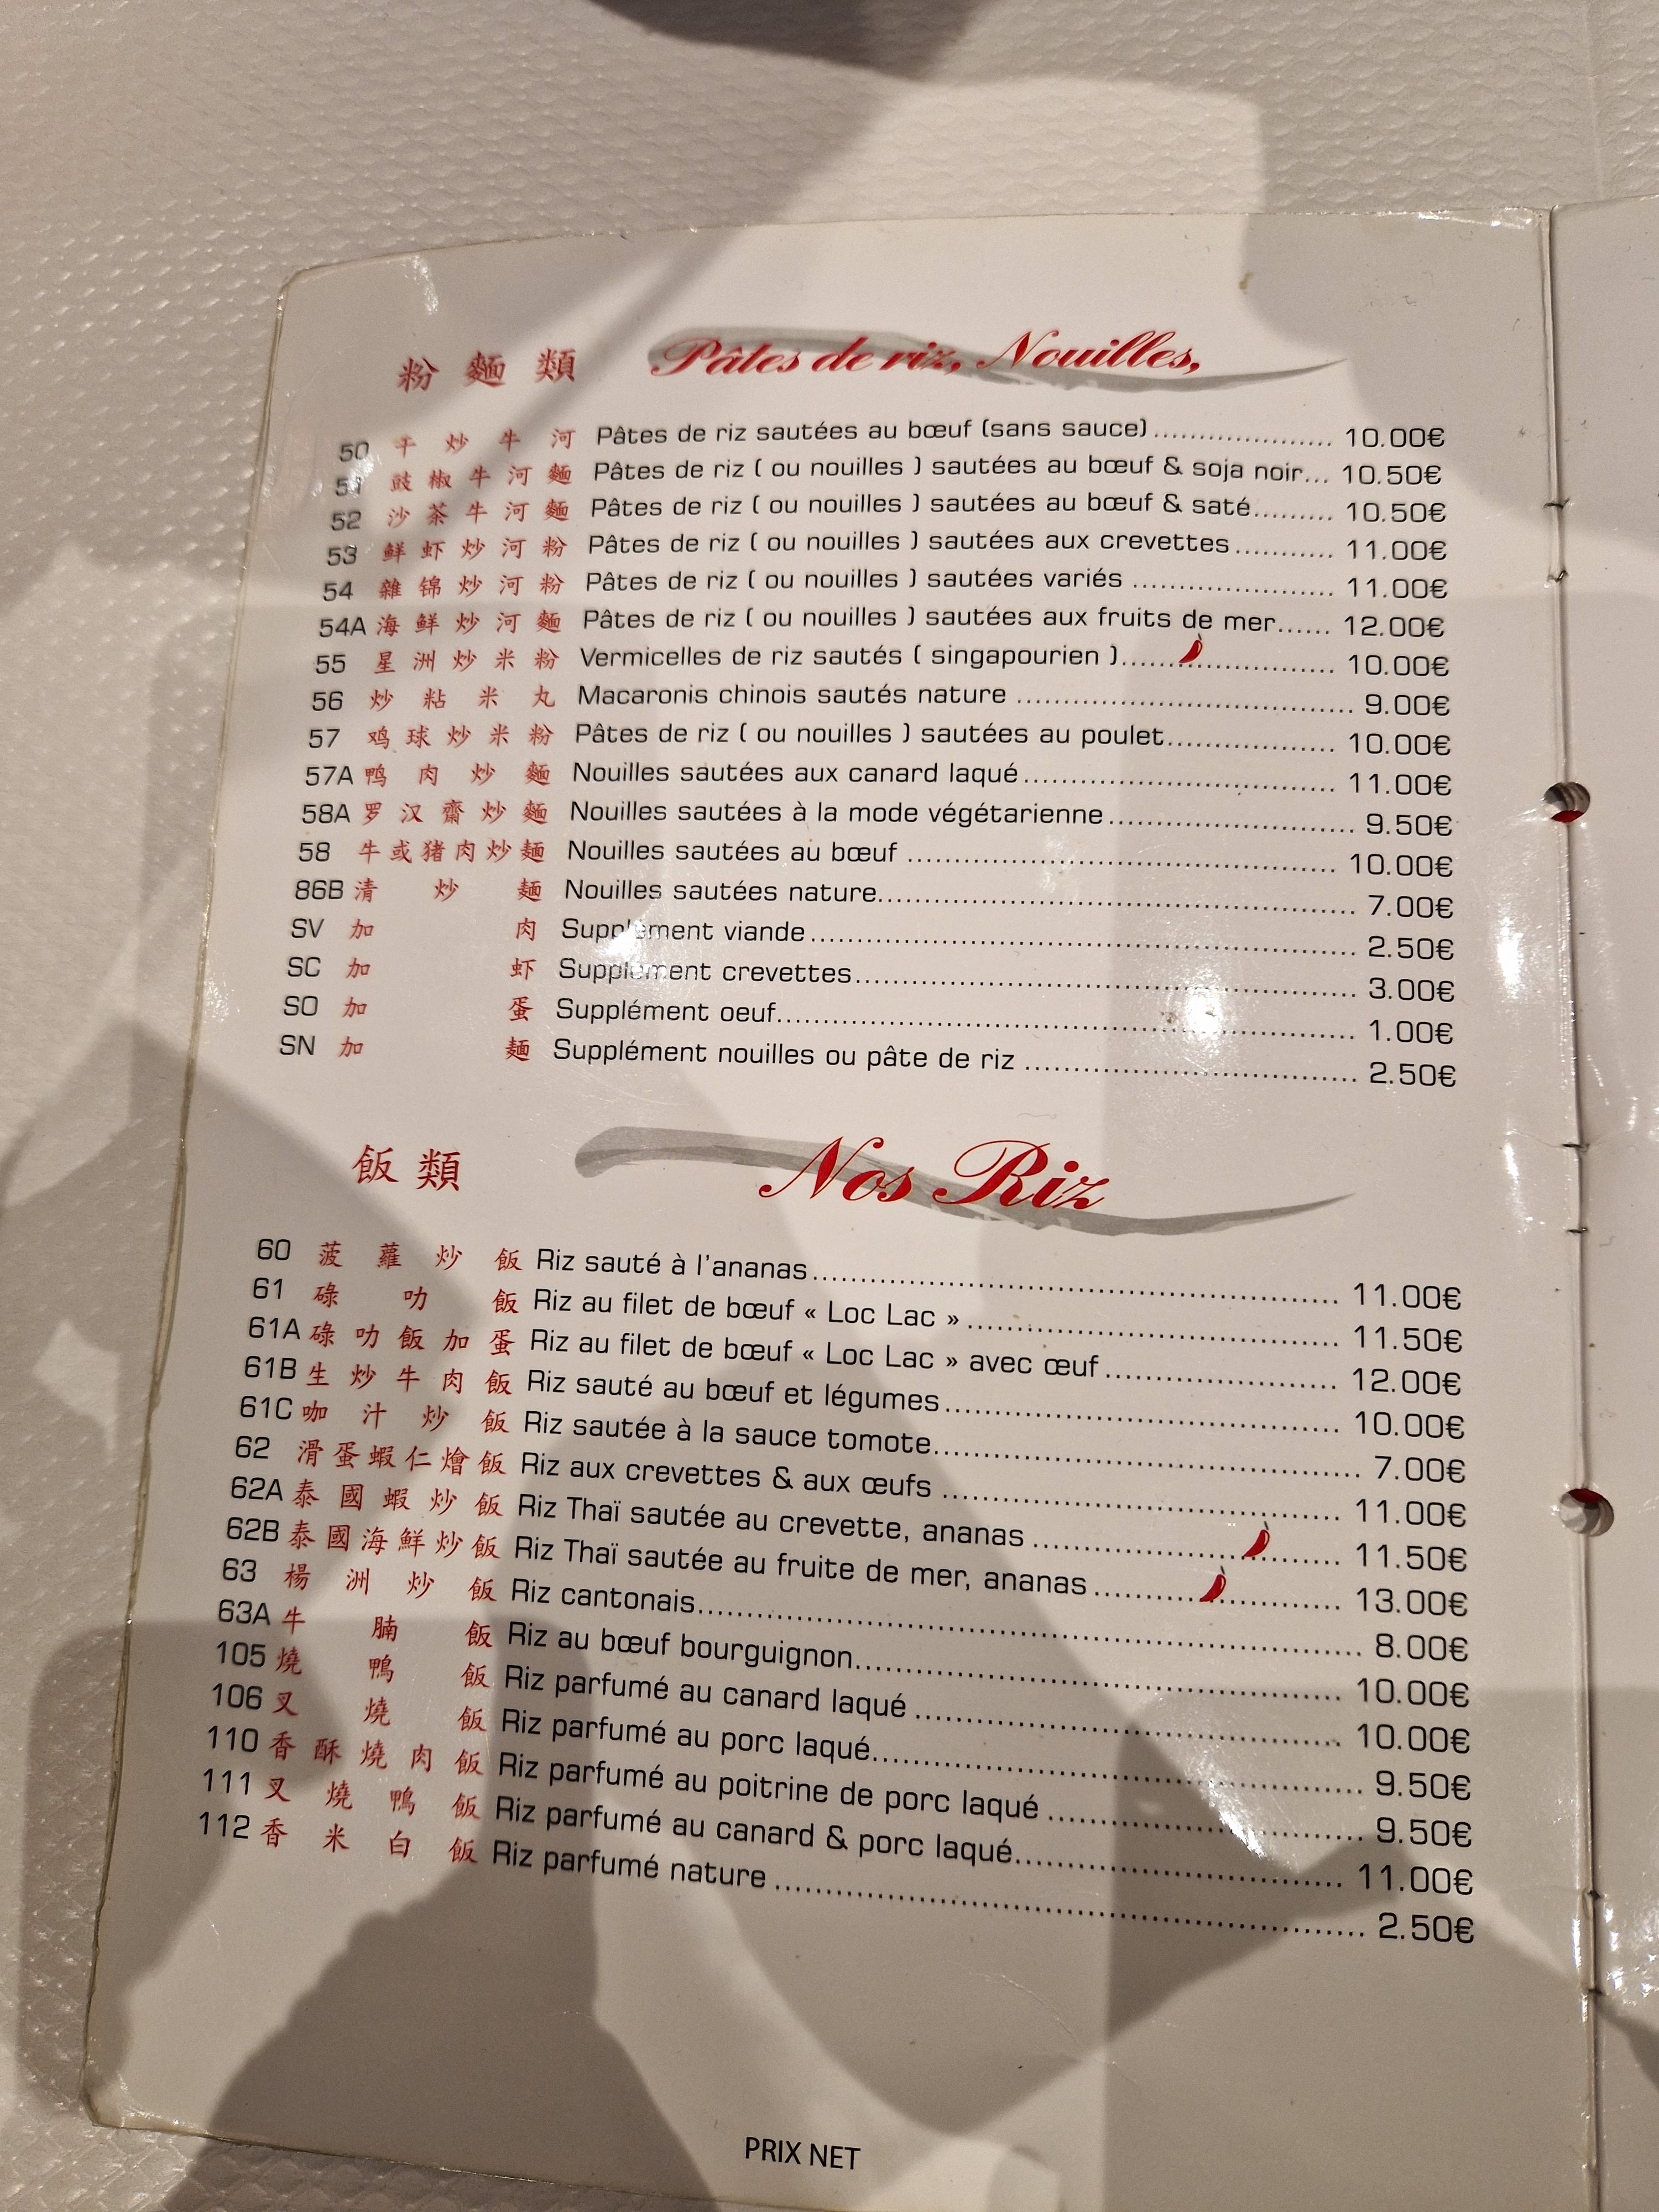 粉麵類 Pâtes de riz, Nouilles,
50 干炒牛河 Pâtes de riz sautées au bœuf (sans sauce)...................... 10.00€
51 豉椒牛河麵 Pâtes de riz ( ou nouilles ) sautées au bœuf & soja noir... 10.50€
52 沙茶牛河麵 Pâtes de riz ( ou nouilles ) sautées au bœuf & saté......... 10.50€
53 鲜虾炒河粉 Pâtes de riz ( ou nouilles ) sautées aux crevettes........... 11.00€
54 雜锦炒河粉 Pâtes de riz ( ou nouilles ) sautées variés ...................... 11.00€
54A 海鲜炒河麵 Pâtes de riz ( ou nouilles ) sautées aux fruits de mer...... 12.00€
55 星洲炒米粉 Vermicelles de riz sautés ( singapourien )....................... 10.00€
56 炒粘米丸 Macaronis chinois sautés nature ..................................... 9.00€
57 鸡球炒米粉 Pâtes de riz ( ou nouilles ) sautées au poulet................... 10.00€
57A 鸭肉炒麵 Nouilles sautées aux canard laqué.................................. 11.00€
58A 罗汉齋炒麵 Nouilles sautées à la mode végétarienne........................... 9.50€
58 牛或猪肉炒麺 Nouilles sautées au bœuf ............................................... 10.00€
86B 清炒麺 Nouilles sautées nature.................................................... 7.00€
SV 加肉 Supplément viande............................................................ 2.50€
SC 加虾 Supplément crevettes....................................................... 3.00€
SO 加蛋 Supplément oeuf................................................................ 1.00€
SN 加麺 Supplément nouilles ou pâte de riz .................................... 2.50€
飯類 Nos Riz
60 菠蘿炒飯 Riz sauté à l'ananas......................................................... 11.00€
61 碌叻飯 Riz au filet de bœuf « Loc Lac »........................................ 11.50€
61A 碌叻飯加蛋 Riz au filet de bœuf « Loc Lac » avec œuf......................... 12.00€
61B 生炒牛肉飯 Riz sauté au bœuf et légumes.......................................... 10.00€
61C 咖汁炒飯 Riz sautée à la sauce tomote............................................. 7.00€
62 滑蛋蝦仁燴飯 Riz aux crevettes & aux œufs .......................................... 11.00€
62A 泰國蝦炒飯 Riz Thaï sautée au crevette, ananas ................................ 11.50€
62B 泰國海鮮炒飯 Riz Thaï sautée au fruite de mer, ananas.......................... 13.00€
63 楊洲炒飯 Riz cantonais...................................................................... 8.00€
63A 牛腩飯 Riz au bœuf bourguignon.................................................... 10.00€
105 燒鴨飯 Riz parfumé au canard laqué ............................................. 10.00€
106 叉燒飯 Riz parfumé au porc laqué.................................................... 9.50€
110 香酥燒肉飯 Riz parfumé au poitrine de porc laqué ................................. 9.50€
111 叉燒鴨飯 Riz parfumé au canard & porc laqué.................................. 11.00€
112 香米白飯 Riz parfumé nature .............................................................. 2.50€
PRIX NET